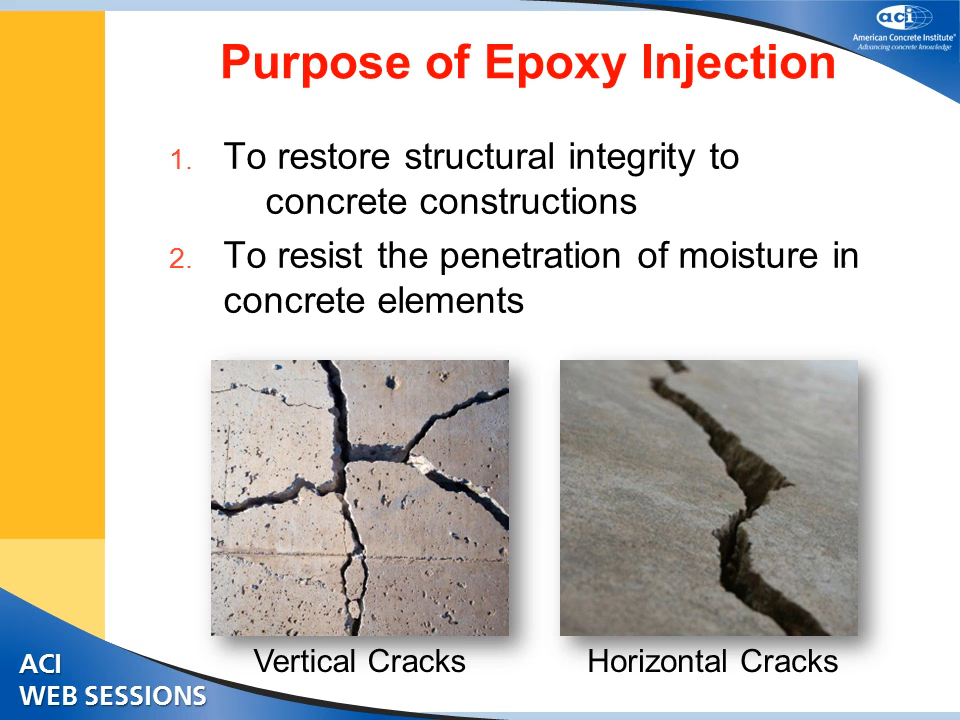 aci
American Concrete Institute®
Advancing concrete knowledge
Purpose of Epoxy Injection
1. To restore structural integrity to
concrete constructions
2. To resist the penetration of moisture in
concrete elements
Vertical Cracks
Horizontal Cracks
ACI
WEB SESSIONS